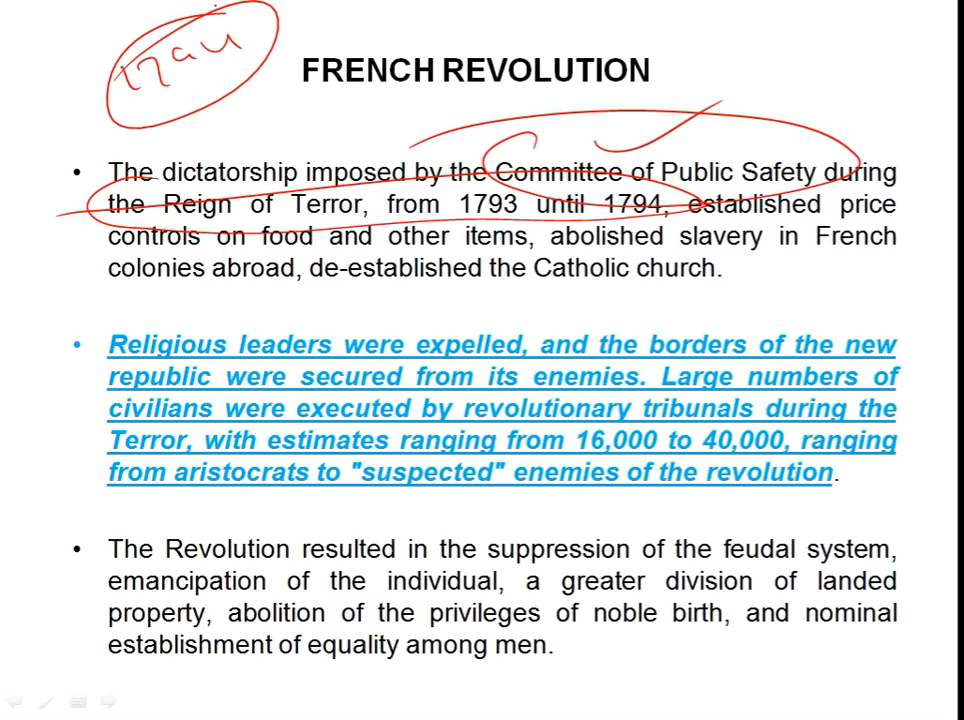 1794
FRENCH REVOLUTION
• The dictatorship imposed by the Committee of Public Safety during
the Reign of Terror, from 1793 until 1794, established price
controls on food and other items, abolished slavery in French
colonies abroad, de-established the Catholic church.
• Religious leaders were expelled, and the borders of the new
republic were secured from its enemies. Large numbers of
civilians were executed by revolutionary tribunals during the
Terror, with estimates ranging from 16,000 to 40,000, ranging
from aristocrats to "suspected" enemies of the revolution.
• The Revolution resulted in the suppression of the feudal system,
emancipation of the individual, a greater division of landed
property, abolition of the privileges of noble birth, and nominal
establishment of equality among men.